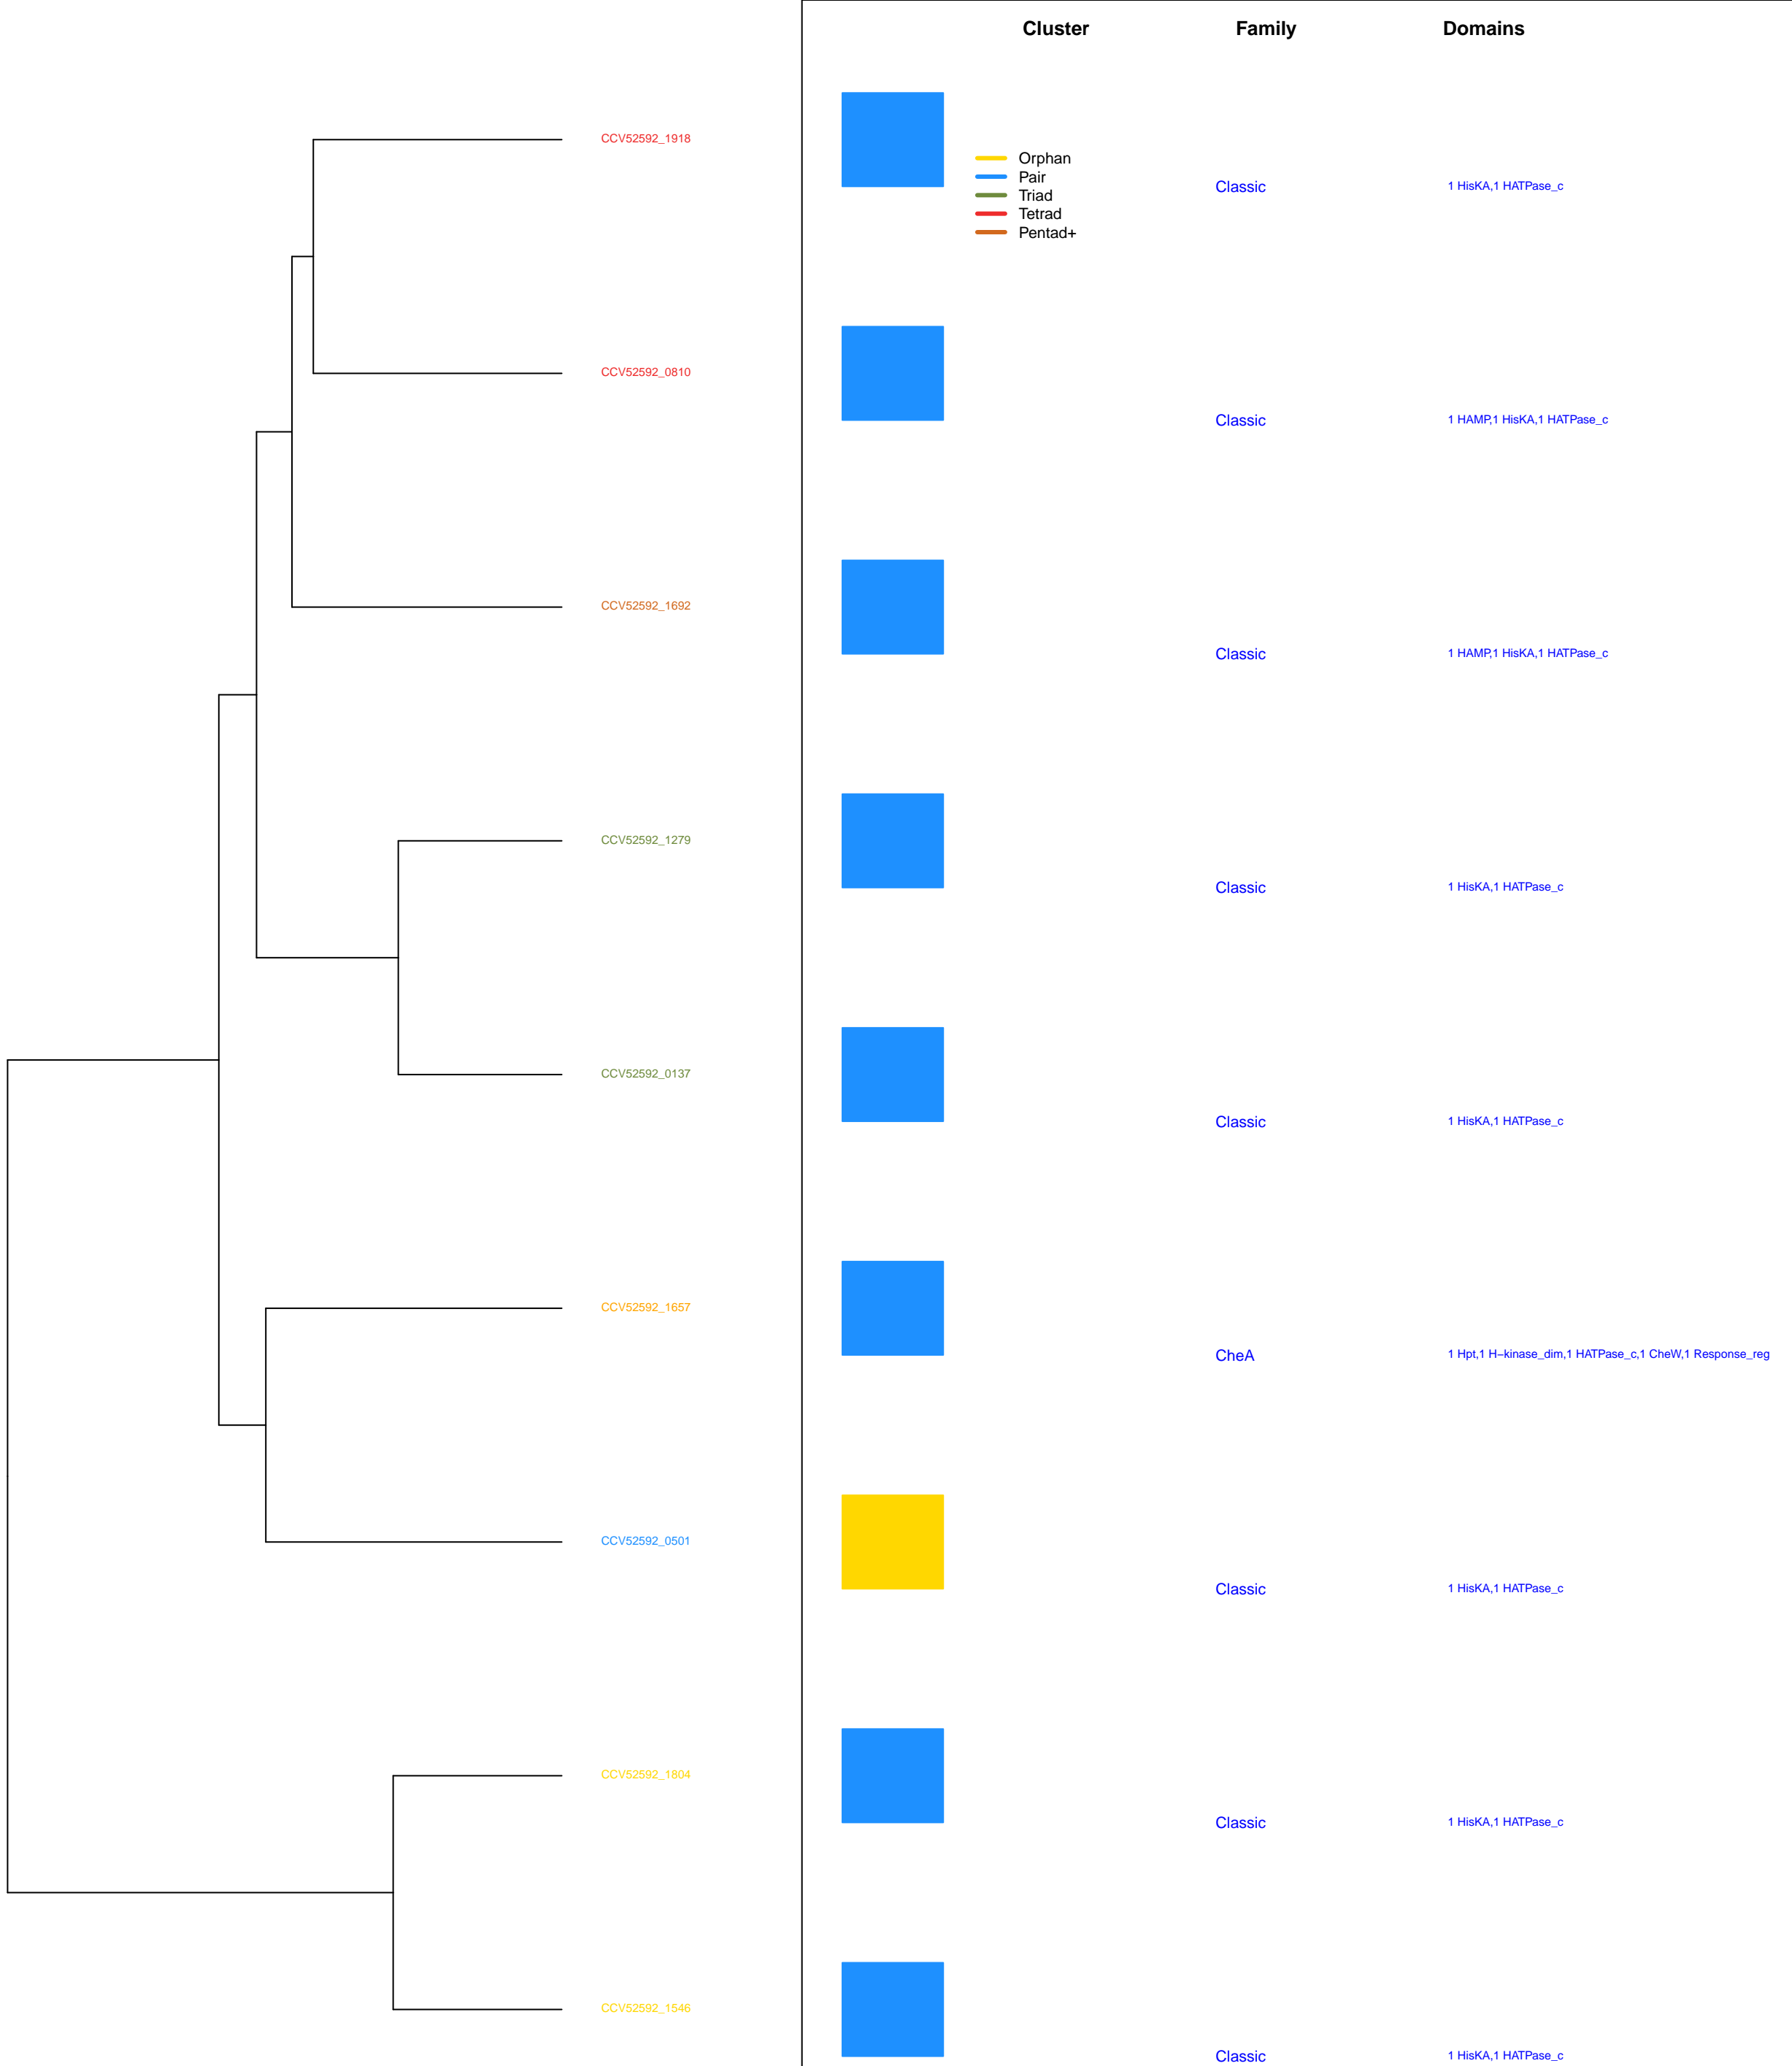 Cluster Family Domains
CCV52592_1918
Orphan
Pair
Classic 1 HisKA,1 HATPase_c
Triad
Tetrad
Pentad+
CCV52592_0810
Classic 1 HAMP,1 HisKA,1 HATPase_c
CCV52592_1692
Classic 1 HAMP,1 HisKA,1 HATPase_c
CCV52592_1279
Classic 1 HisKA,1 HATPase_c
CCV52592_0137
Classic 1 HisKA,1 HATPase_c
CCV52592_1657
CheA 1 Hpt,1 H−kinase_dim,1 HATPase_c,1 CheW,1 Response_reg
CCV52592_0501
Classic 1 HisKA,1 HATPase_c
CCV52592_1804
Classic 1 HisKA,1 HATPase_c
CCV52592_1546
Classic 1 HisKA,1 HATPase_c